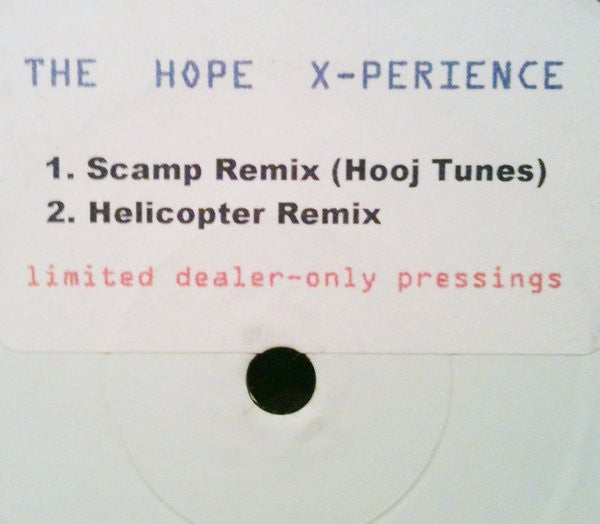 THE HOPE X-PERIENCE
1. Scamp Remix (Hooj Tunes)
2. Helicopter Remix
limited dealer-only pressings